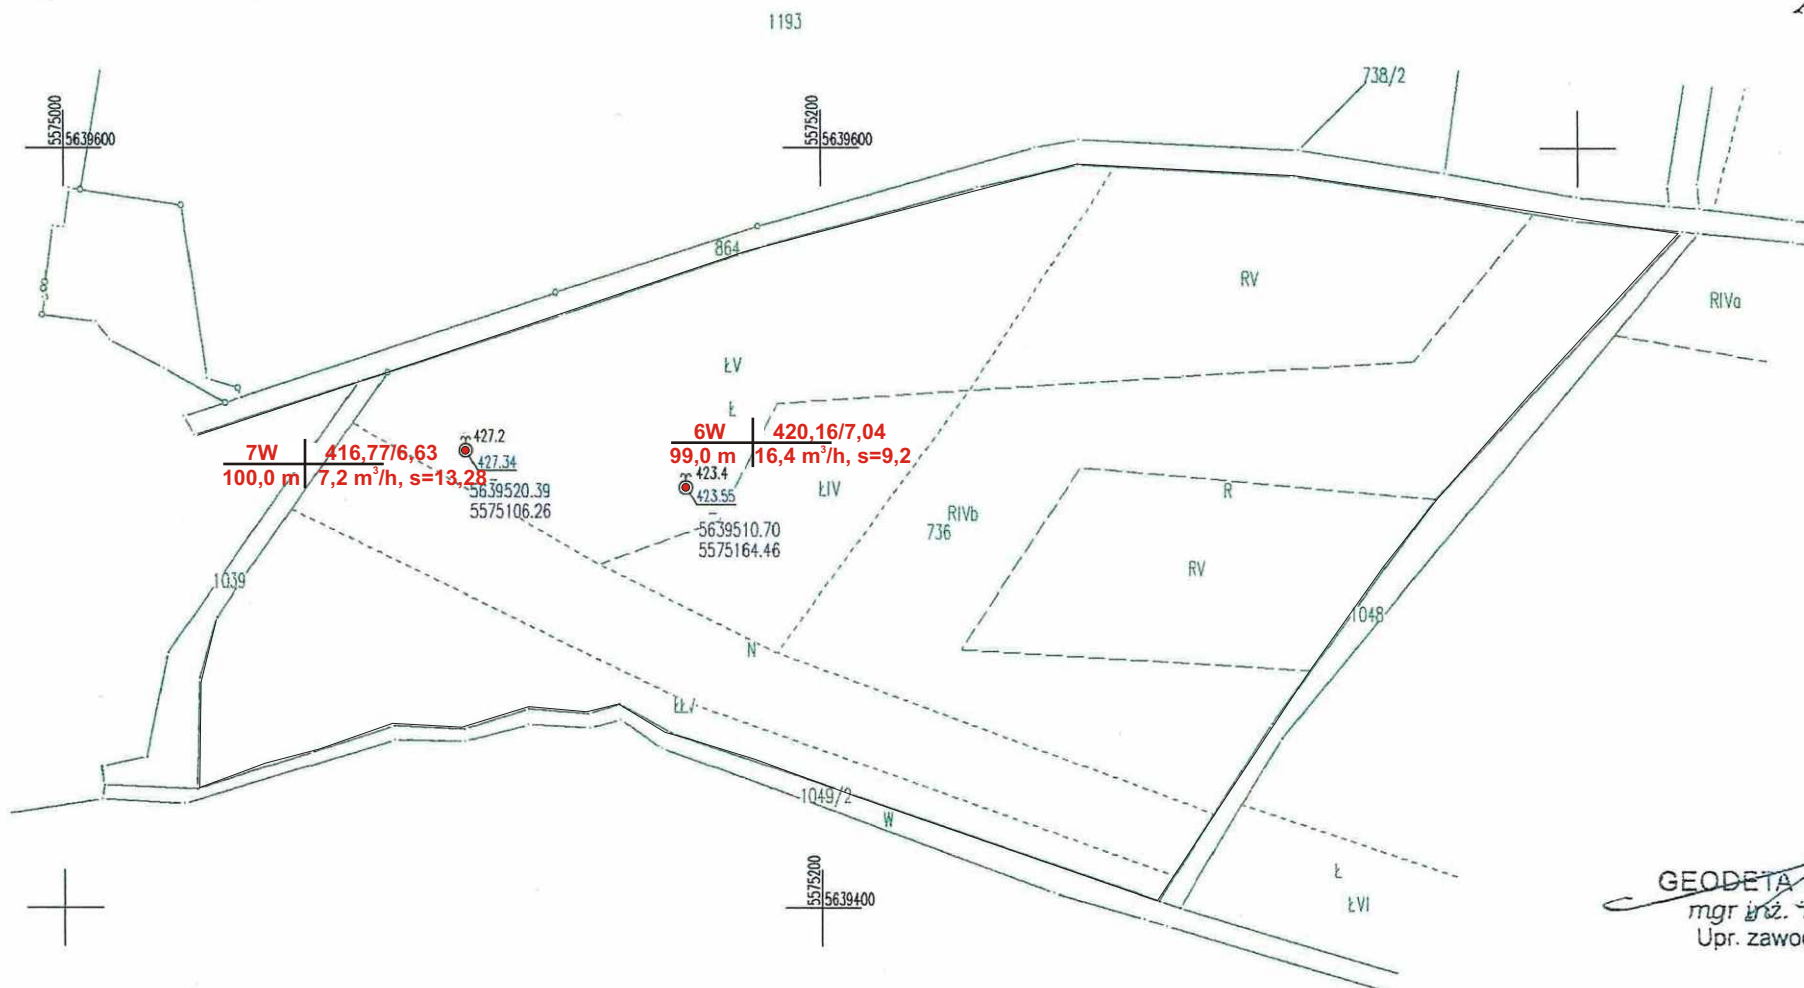 1193
738/2
5575000
5639600
5575200
5639600
864
RV
RIVa
ŁV
Ł
7W 416,77/6,63
100,0 m 7,2 m³/h, s=13,28
427.2
427.34
5639520.39
5575106.26
6W 420,16/7,04
99,0 m 16,4 m³/h, s=9,2
423.4
423.55
5639510.70
5575164.46
ŁIV
RIVb
736
R
RV
1039
1048
N
1049/2
W
5575200
5639400
Ł
ŁVI
GEODETA
mgr inż.
Upr. zawo